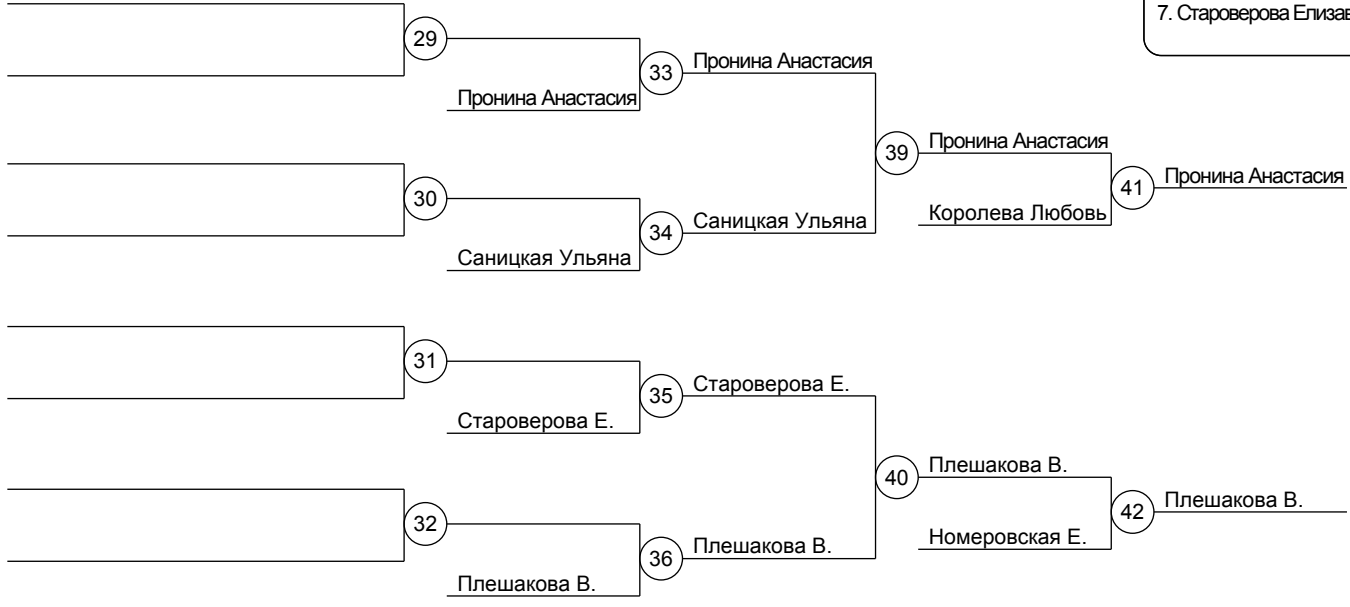 7. Староверова
29
33 Пронина Анастасия
Пронина Анастасия
39 Пронина Анастасия
41 Пронина Анастасия
30
34 Саницкая Ульяна
Королева Любовь
Саницкая Ульяна
31
35 Староверова Е.
Староверова Е.
40 Плешакова В.
42 Плешакова В.
32
36 Плешакова В.
Номеровская Е.
Плешакова В.